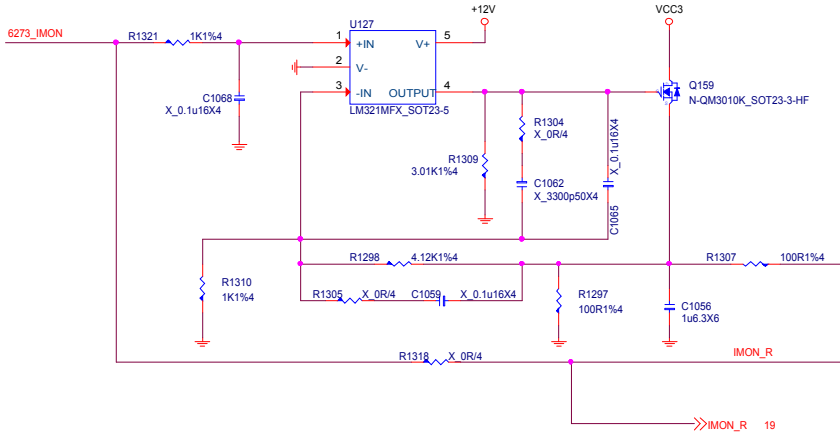 +12V
VCC3
6273_IMON
R1321
1K1%4
U127
1
+IN
V+
5
2
V-
3
-IN
OUTPUT
4
LM321MFX_SOT23-5
C1068
X_0.1u16X4
Q159
N-QM3010K_SOT23-3-HF
R1304
X_0R/4
X_0.1u16X4
R1309
3.01K1%4
C1062
X_3300p50X4
C1065
R1298
4.12K1%4
R1307
100R1%4
R1310
1K1%4
R1305
X_0R/4
C1059
X_0.1u16X4
R1297
100R1%4
C1056
1u6.3X6
R1318
X_0R/4
IMON_R
IMON_R 19